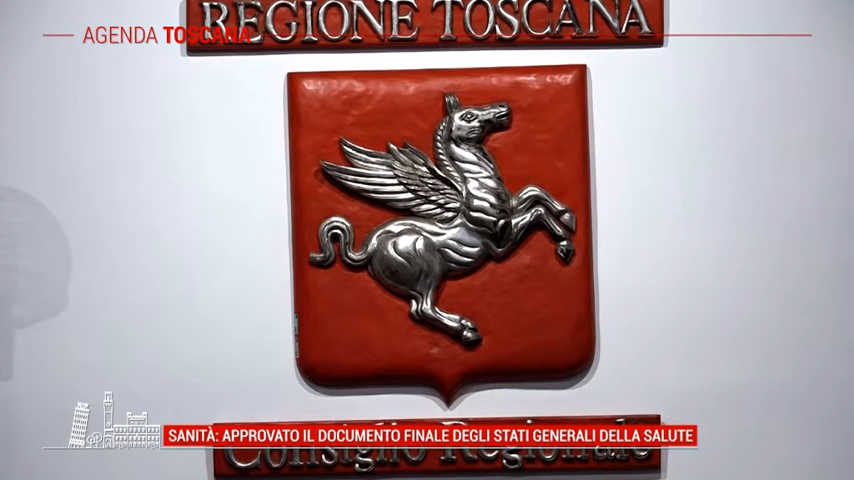 REGIONE TOSCANA
AGENDA TOSCANA
SANITÀ: APPROVATO IL DOCUMENTO FINALE DEGLI STATI GENERALI DELLA SALUTE
Consiglio Regionale